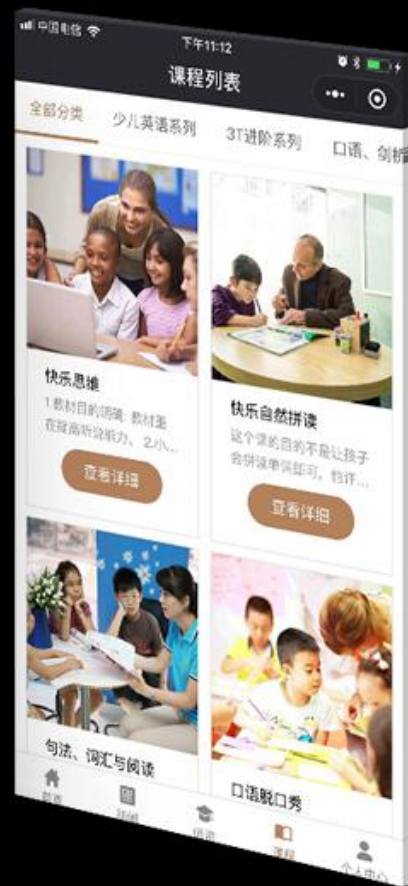 中国电信
下午11:12
课程列表
全部分类
少儿英语系列
3T进阶系列
口语、剑桥
快乐思维
1.教材目的明确: 教材重
在提高听说能力。 2.小...
查看详细
快乐自然拼读
这个课的目的不是让孩子
会拼读单词即可。也许...
查看详细
句法、词汇与阅读
口语脱口秀
首页
课程
个人中心